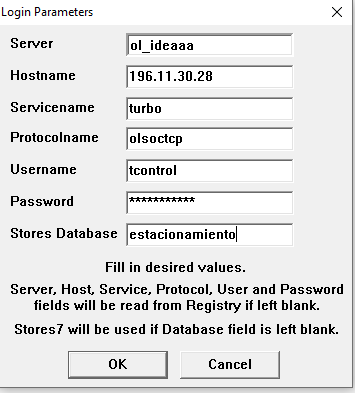 Login Parameters
Server ol_ideaaa
Hostname 196.11.30.28
Servicename turbo
Protocolname olsoctcp
Username tcontrol
Password ***********
Stores Database estacionamiento
Fill in desired values.
Server, Host, Service, Protocol, User and Password
fields will be read from Registry if left blank.
Stores7 will be used if Database field is left blank.
OK Cancel